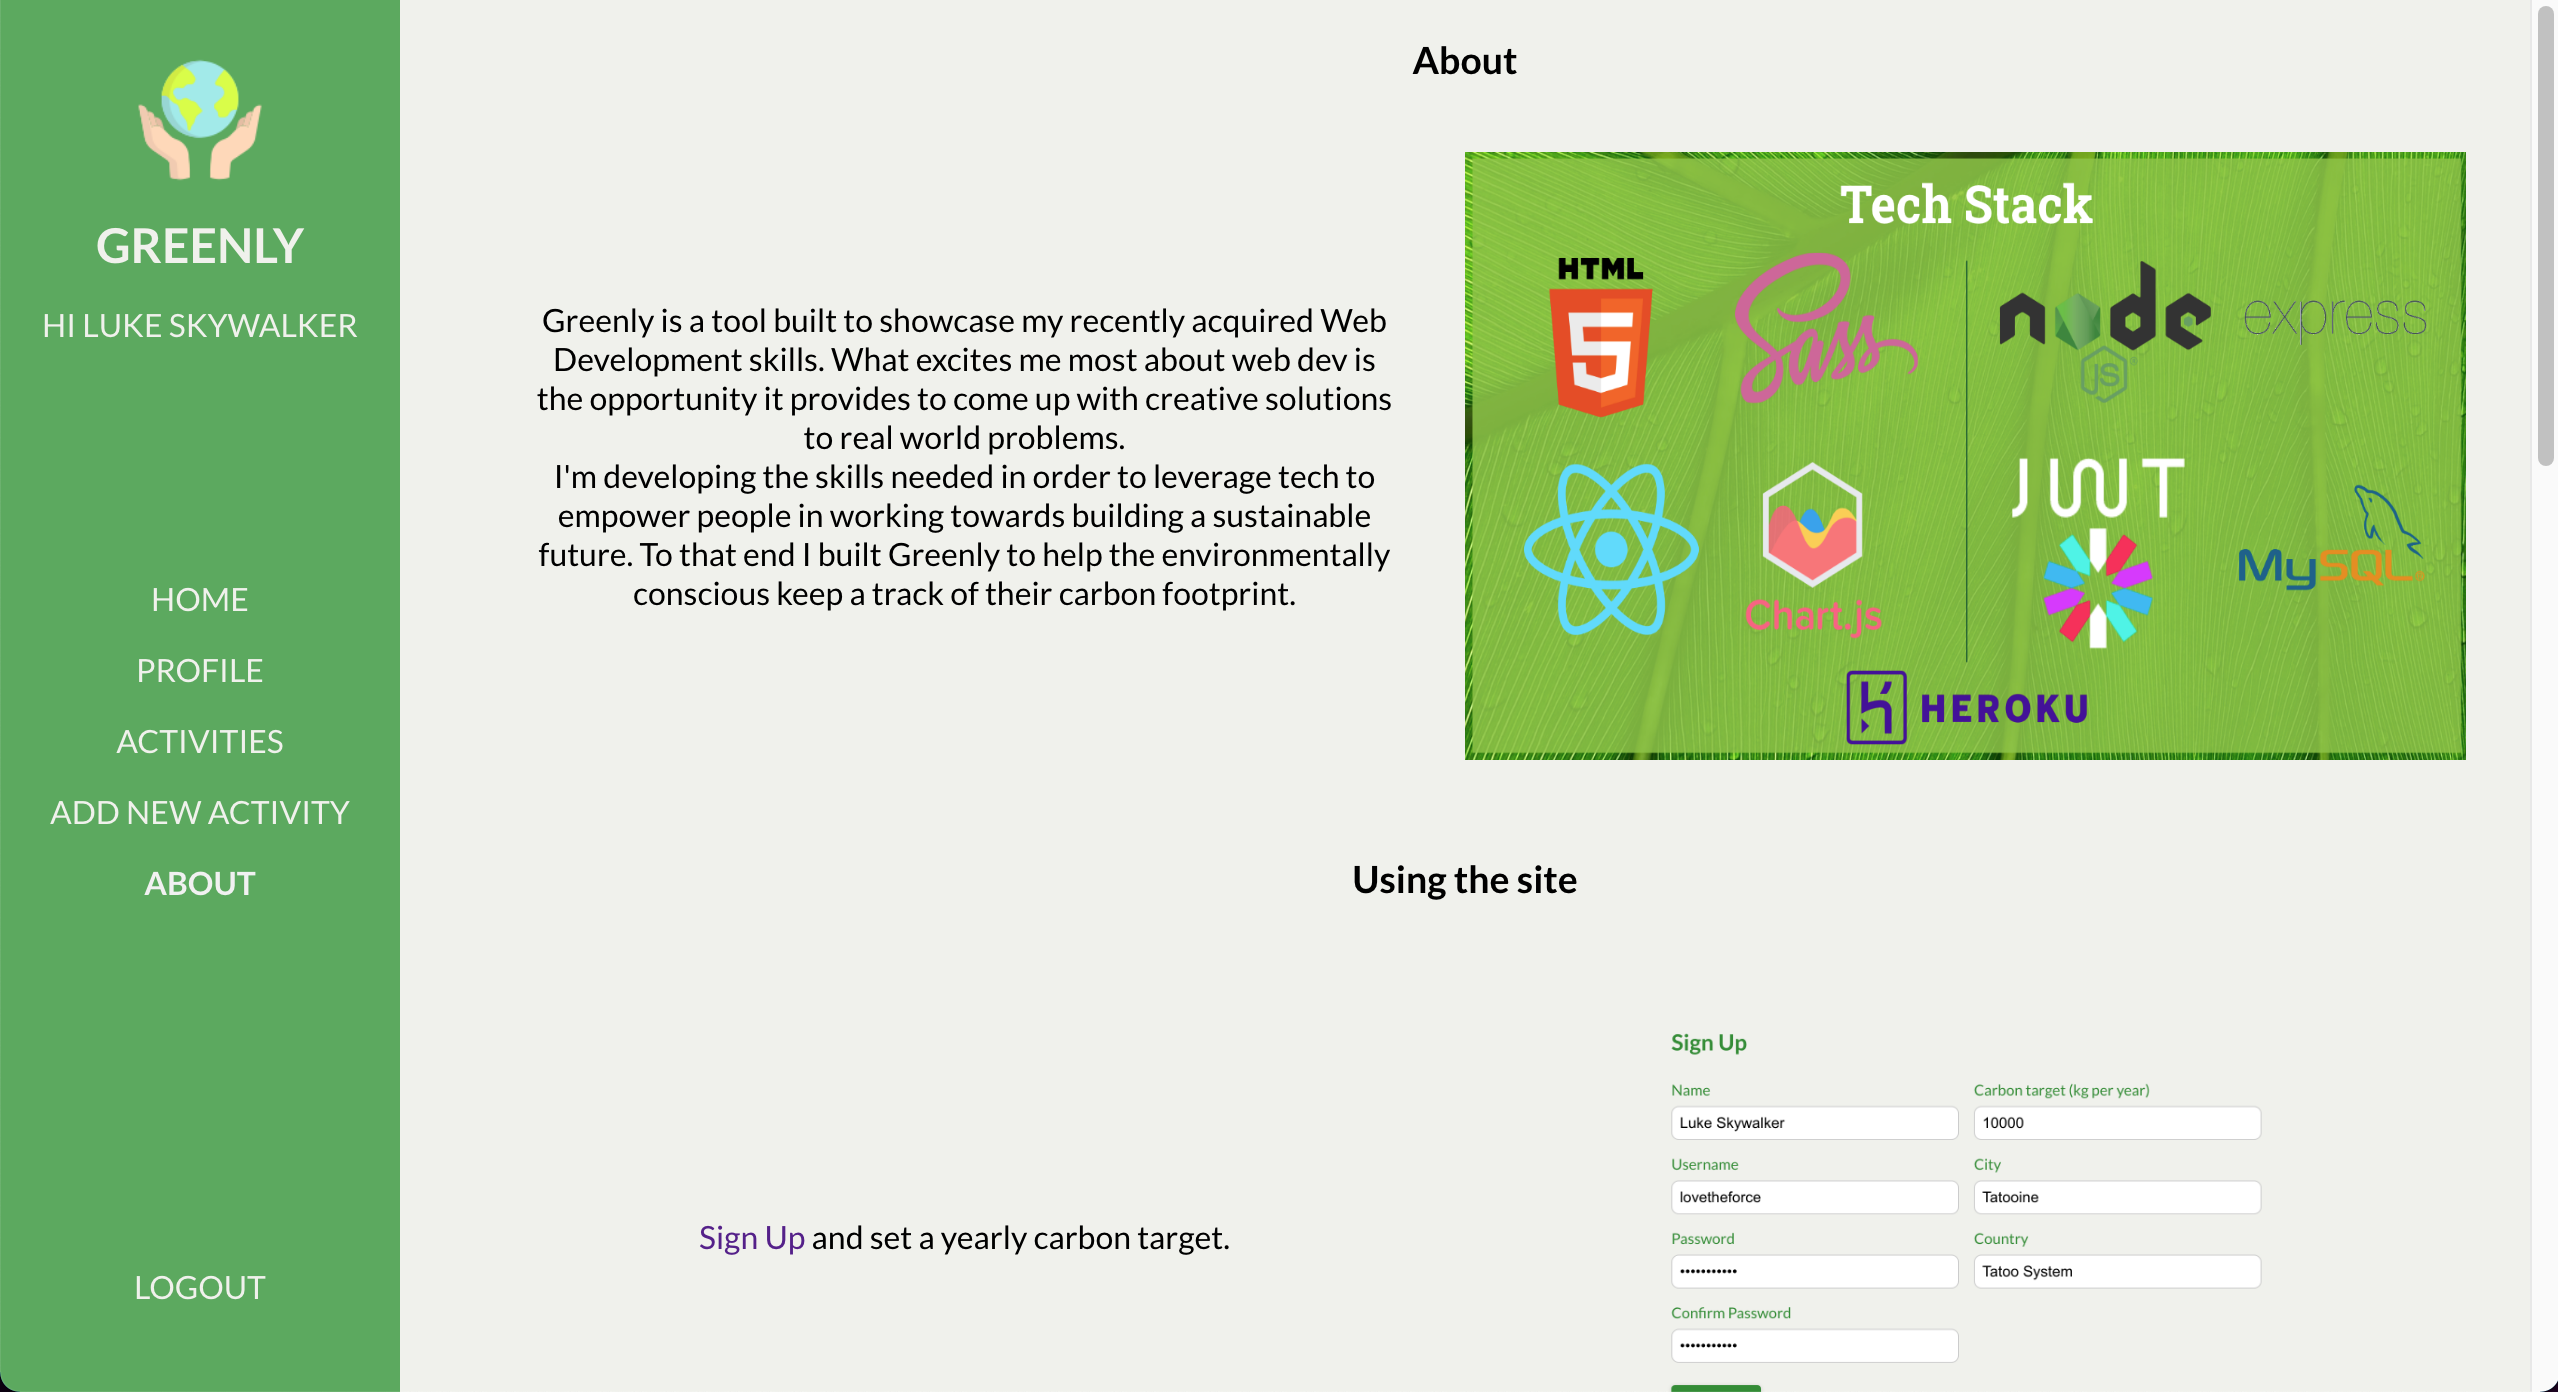 GREENLY
HI LUKE SKYWALKER
HOME
PROFILE
ACTIVITIES
ADD NEW ACTIVITY
ABOUT
LOGOUT
About
Greenly is a tool built to showcase my recently acquired Web
Development skills. What excites me most about web dev is
the opportunity it provides to come up with creative solutions
to real world problems.
I'm developing the skills needed in order to leverage tech to
empower people in working towards building a sustainable
future. To that end I built Greenly to help the environmentally
conscious keep a track of their carbon footprint.
Tech Stack
HTML
5
Sass
node
JS
express
Chart.js
JWT
MySQL
HEROKU
Using the site
Sign Up and set a yearly carbon target.
Sign Up
Name
Carbon target (kg per year)
Luke Skywalker
10000
Username
City
lovetheforce
Tatooine
Password
Country
•••••••••••
Tatoo System
Confirm Password
•••••••••••